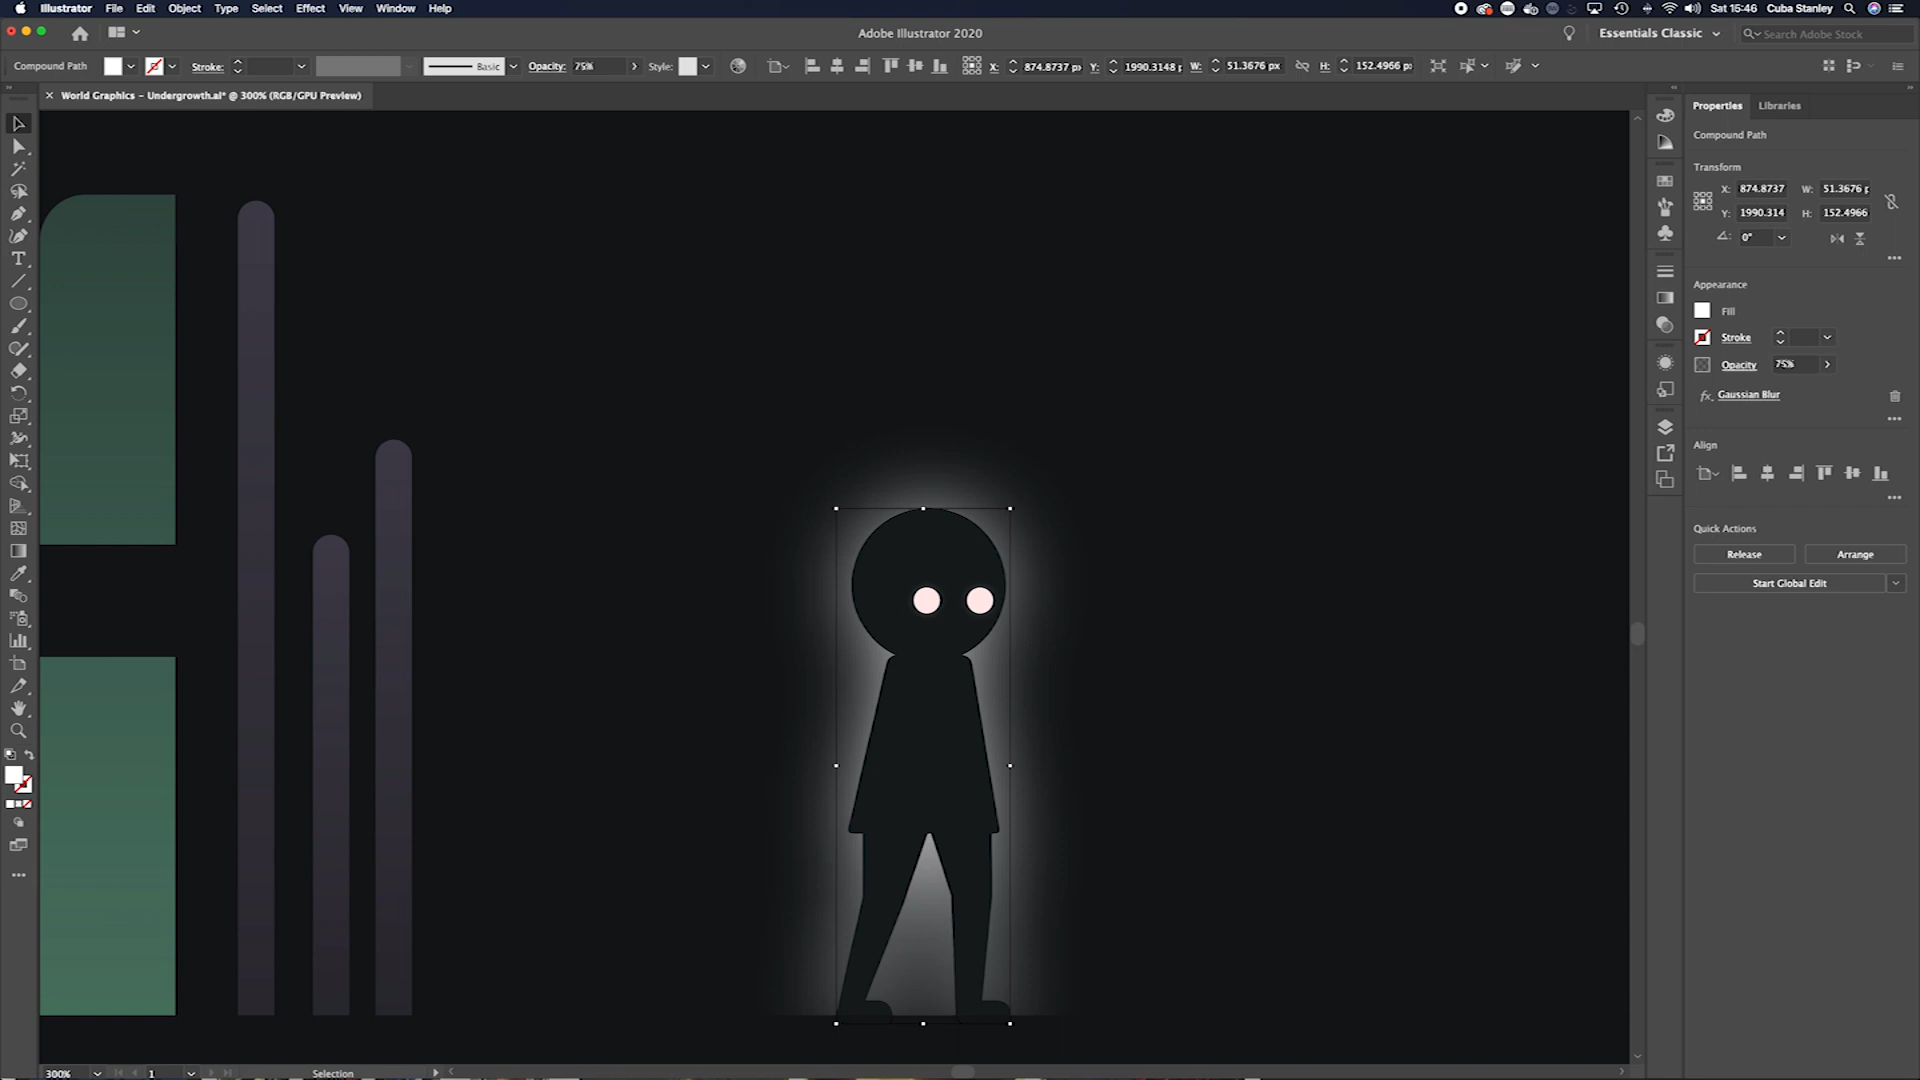 Illustrator File Edit Object Type Select Effect View Window Help
Sat 15:46 Cuba Stanley
Adobe Illustrator 2020
Essentials Classic
Search Adobe Stock
Compound Path
Stroke:
Basic
Opacity: 75%
Style:
X: 874.8737 px
Y: 1990.3148 p
W: 51.3676 px
H: 152.4966 px
World Graphics - Undergrowth.ai* @ 300% (RGB/GPU Preview)
Properties Libraries
Compound Path
Transform
X: 874.8737 W: 51.3676 p
Y: 1990.314 H: 152.4966
0°
Appearance
Fill
Stroke
Opacity 75%
fx Gaussian Blur
Align
Quick Actions
Release Arrange
Start Global Edit
300% 1 Selection